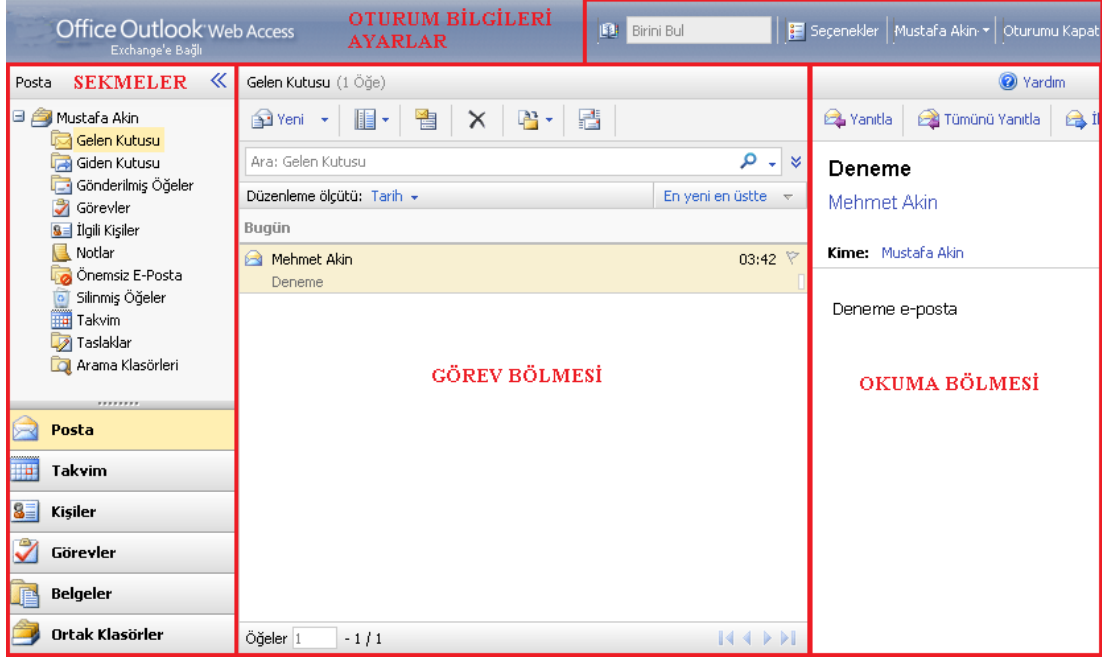 Office Outlook Web Access
Exchange'e Bağlı
OTURUM BİLGİLERİ
AYARLAR
Birini Bul
Seçenekler
Mustafa Akin
Oturumu Kapat
Posta
SEKMELER
Mustafa Akin
Gelen Kutusu
Giden Kutusu
Gönderilmiş Öğeler
Görevler
İlgili Kişiler
Notlar
Önemsiz E-Posta
Silinmiş Öğeler
Takvim
Taslaklar
Arama Klasörleri
Posta
Takvim
Kişiler
Görevler
Belgeler
Ortak Klasörler
Gelen Kutusu (1 Öğe)
Yeni
Ara: Gelen Kutusu
Düzenleme ölçütü: Tarih
En yeni en üstte
Bugün
Mehmet Akin 03:42
Deneme
GÖREV BÖLMESİ
Öğeler 1 - 1 / 1
Yardım
Yanıtla
Tümünü Yanıtla
Deneme
Mehmet Akin
Kime: Mustafa Akin
Deneme e-posta
OKUMA BÖLMESİ